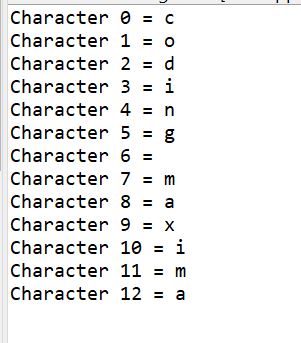 Character 0 = c
Character 1 = o
Character 2 = d
Character 3 = i
Character 4 = n
Character 5 = g
Character 6 =
Character 7 = m
Character 8 = a
Character 9 = x
Character 10 = i
Character 11 = m
Character 12 = a